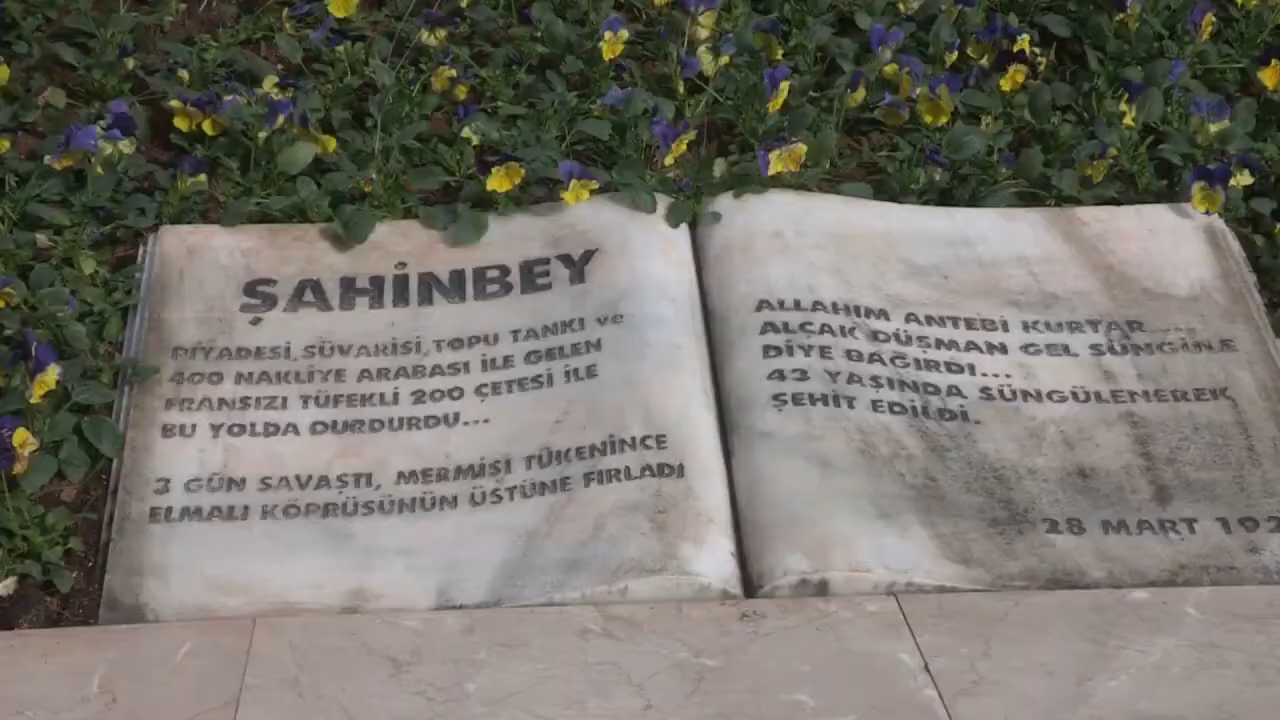 ŞAHİNBEY
PİYADESİ, SÜVARİSİ, TOPU TANKI ve
400 NAKLİYE ARABASI İLE GELEN
FRANSIZI TÜFEKLİ 200 ÇETESİ İLE
BU YOLDA DURDURDU...
3 GÜN SAVAŞTI, MERMİSİ TÜKENİNCE
ELMALI KÖPRÜSÜNÜN ÜSTÜNE FIRLADI
ALLAHIM ANTEBİ KURTAR
ALÇAK DÜŞMAN GEL SÜNGÜNE
DİYE BAĞIRDI...
43 YAŞINDA SÜNGÜLENEREK
ŞEHİT EDİLDİ.
28 MART 192